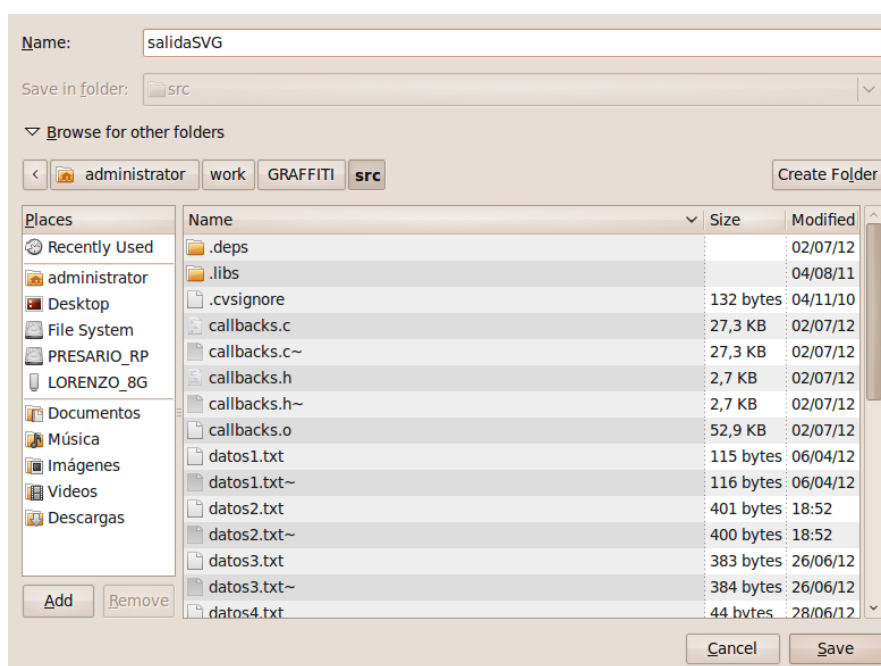 Name: salidaSVG
Save in folder: src
Browse for other folders
administrator work GRAFFITI src Create Folder
Places
Recently Used
administrator
Desktop
File System
PRESARIO_RP
LORENZO_8G
Documentos
Música
Imágenes
Videos
Descargas
Add Remove
Name Size Modified
.deps 02/07/12
.libs 04/08/11
.cvsignore 132 bytes 04/11/10
callbacks.c 27,3 KB 02/07/12
callbacks.c~ 27,3 KB 02/07/12
callbacks.h 2,7 KB 02/07/12
callbacks.h~ 2,7 KB 02/07/12
callbacks.o 52,9 KB 02/07/12
datos1.txt 115 bytes 06/04/12
datos1.txt~ 116 bytes 06/04/12
datos2.txt 401 bytes 18:52
datos2.txt~ 400 bytes 18:52
datos3.txt 383 bytes 26/06/12
datos3.txt~ 384 bytes 26/06/12
datos4.txt 44 bytes 28/06/12
Cancel Save